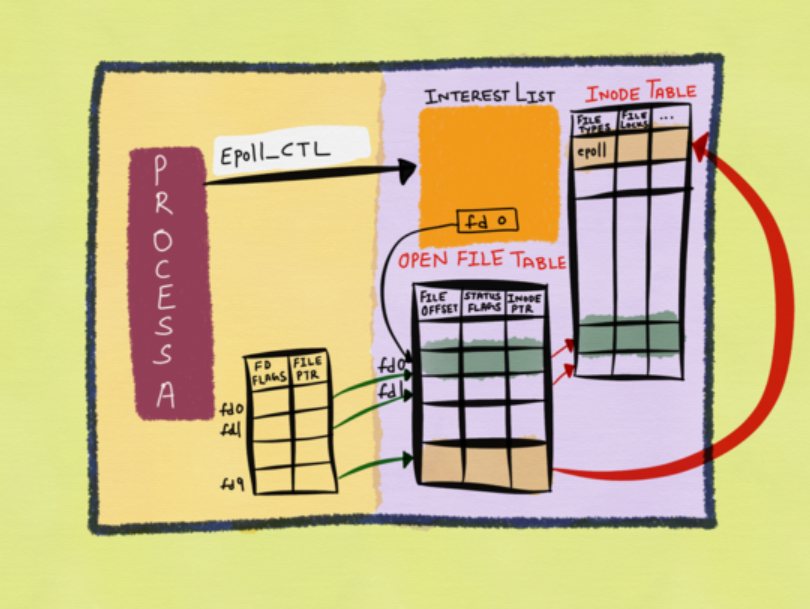 PROCESS A
Epoll_CTL
INTEREST LIST
fd 0
INODE TABLE
FILE TYPES
FILE LOCKS
...
epoll
OPEN FILE TABLE
FILE OFFSET
STATUS FLAGS
INODE PTR
fd0
fd1
FD FLAGS
FILE PTR
fd0
fd1
fd9